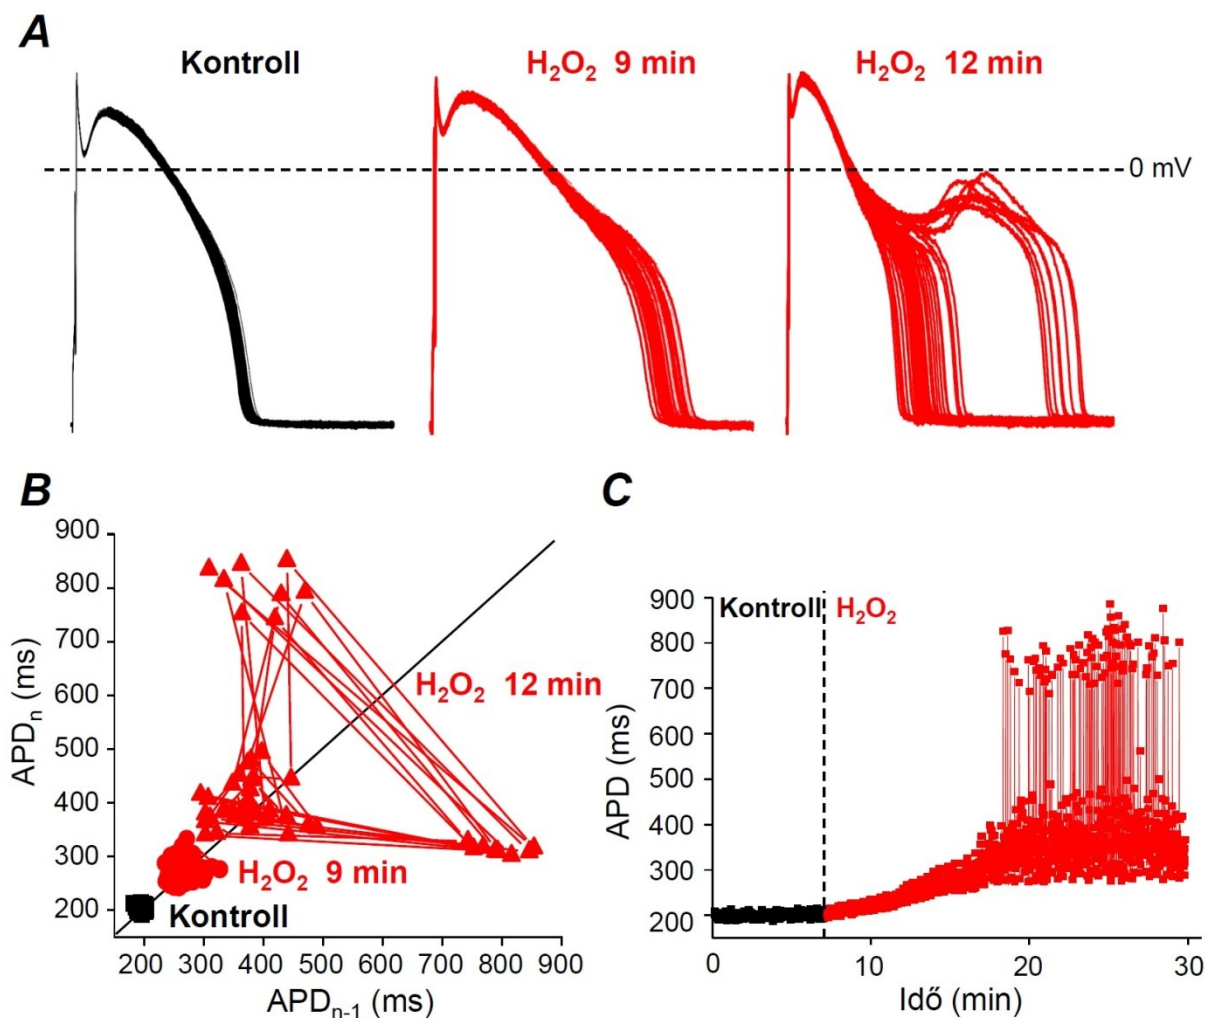 A
Kontroll
H₂O₂ 9 min
H₂O₂ 12 min
0 mV
B
900
800
700
600
500
400
300
200
APDₙ (ms)
H₂O₂ 12 min
H₂O₂ 9 min
Kontroll
200 300 400 500 600 700 800 900
APDₙ₋₁ (ms)
C
900
800
700
600
500
400
300
200
APD (ms)
Kontroll
H₂O₂
0 10 20 30
Idő (min)